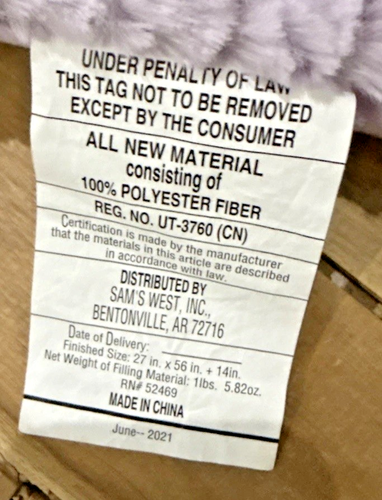 UNDER PENALTY OF LAW
THIS TAG NOT TO BE REMOVED
EXCEPT BY THE CONSUMER
ALL NEW MATERIAL
consisting of
100% POLYESTER FIBER
REG. NO. UT-3760 (CN)
Certification is made by the manufacturer
that the materials in this article are described
in accordance with law.
DISTRIBUTED BY
SAM'S WEST, INC.,
BENTONVILLE, AR 72716
Date of Delivery:
Finished Size: 27 in. x 56 in. + 14in.
Net Weight of Filling Material: 1lbs. 5.82oz.
RN# 52469
MADE IN CHINA
June-- 2021